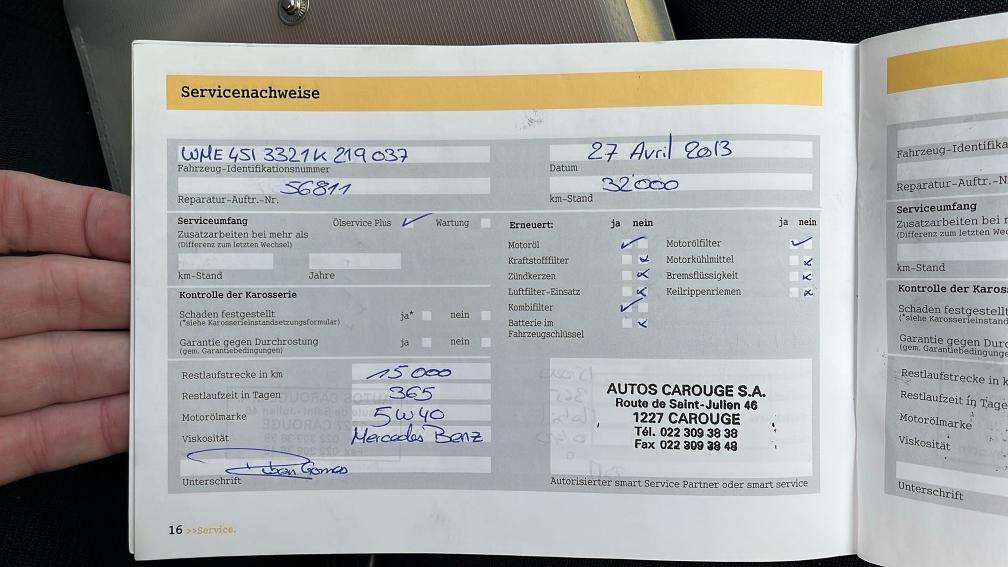 Servicenachweise
WME 451 3321K 219 037
Fahrzeug-Identifikationsnummer
56811
Reparatur-Auftr.-Nr.
27 Avril 2013
Datum
32'000
km-Stand
Serviceumfang Ölservice Plus ✓ Wartung
Zusatzarbeiten bei mehr als
(Differenz zum letzten Wechsel)
km-Stand Jahre
Kontrolle der Karosserie
Schaden festgestellt ja* nein
(*siehe Karosserieinstandsetzungsformular)
Garantie gegen Durchrostung ja nein
(gem. Garantiebedingungen)
Erneuert: ja nein ja nein
Motoröl ✓ Motorölfilter ✓
Kraftstofffilter x Motorkühlmittel x
Zündkerzen x Bremsflüssigkeit x
Luftfilter-Einsatz x Keilrippenriemen x
Kombifilter ✓
Batterie im x
Fahrzeugschlüssel
Restlaufstrecke in km 15000
Restlaufzeit in Tagen 365
Motorölmarke 5W40
Viskosität Mercedes Benz
Unterschrift
AUTOS CAROUGE S.A.
Route de Saint-Julien 46
1227 CAROUGE
Tél. 022 309 38 38
Fax 022 309 38 48
Autorisierter smart Service Partner oder smart service
16 >>Service.
Fahrzeug-Identifika
Reparatur-Auftr.-N
Serviceumfang
Zusatzarbeiten bei m
(Differenz zum letzten Wec
km-Stand
Kontrolle der Karos
Schaden festgestellt
(*siehe Karosserieinstandset
Garantie gegen Durc
(gem. Garantiebedingungen)
Restlaufstrecke in k
Restlaufzeit in Tagen
Motorölmarke
Viskosität
Unterschrift